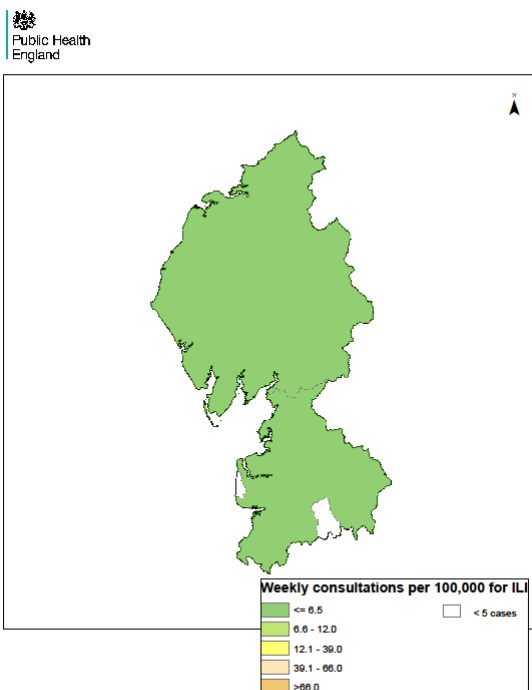 Public Health
England
N
Weekly consultations per 100,000 for ILI
<= 6.5
< 5 cases
6.6 - 12.0
12.1 - 39.0
39.1 - 66.0
>66.0